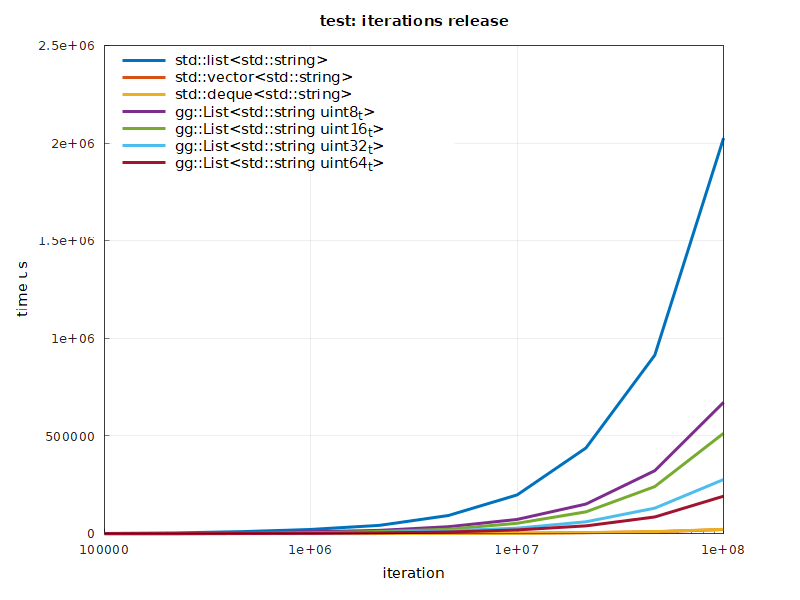 test: iterations release
2.5e+06
2e+06
1.5e+06
1e+06
500000
0
time us
std::list<std::string>
std::vector<std::string>
std::deque<std::string>
gg::List<std::string uint8t>
gg::List<std::string uint16t>
gg::List<std::string uint32t>
gg::List<std::string uint64t>
100000 1e+06 1e+07 1e+08
iteration